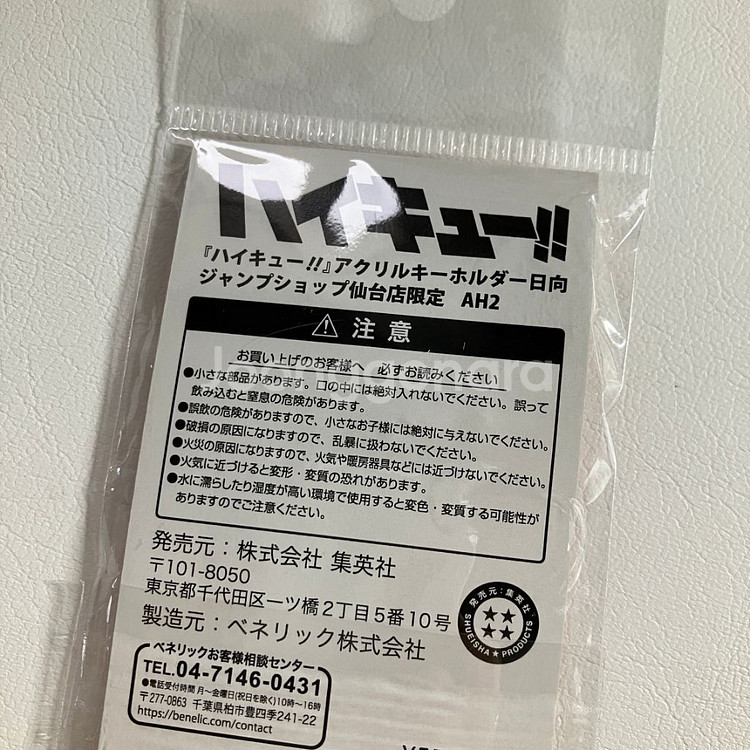 ハイキュー!!
『ハイキュー!!』アクリルキーホルダー日向
ジャンプショップ仙台店限定 AH2
⚠ 注意
お買い上げのお客様へ 必ずお読みください
●小さな部品があります。口の中には絶対入れないでください。誤って
飲み込むと窒息の危険があります。
●誤飲の危険がありますので、小さなお子様には絶対に与えないでください。
●破損の原因になりますので、乱暴に扱わないでください。
●火災の原因になりますので、火気や暖房器具などには近づけないでください。
●火気に近づけると変形・変質の恐れがあります。
●水に濡らしたり湿度が高い環境で使用すると変色・変質する可能性が
ありますのでご注意ください。
発売元:株式会社 集英社
〒101-8050
東京都千代田区一ツ橋2丁目5番10号
製造元:ベネリック株式会社
発売元:集英社
SHUEISHA★PRODUCTS
ベネリックお客様相談センター
TEL.04-7146-0431
●電話受付時間 月〜金曜日(祝日を除く)10時〜16時
〒277-0863 千葉県柏市豊四季241-22
https://benelic.com/contact